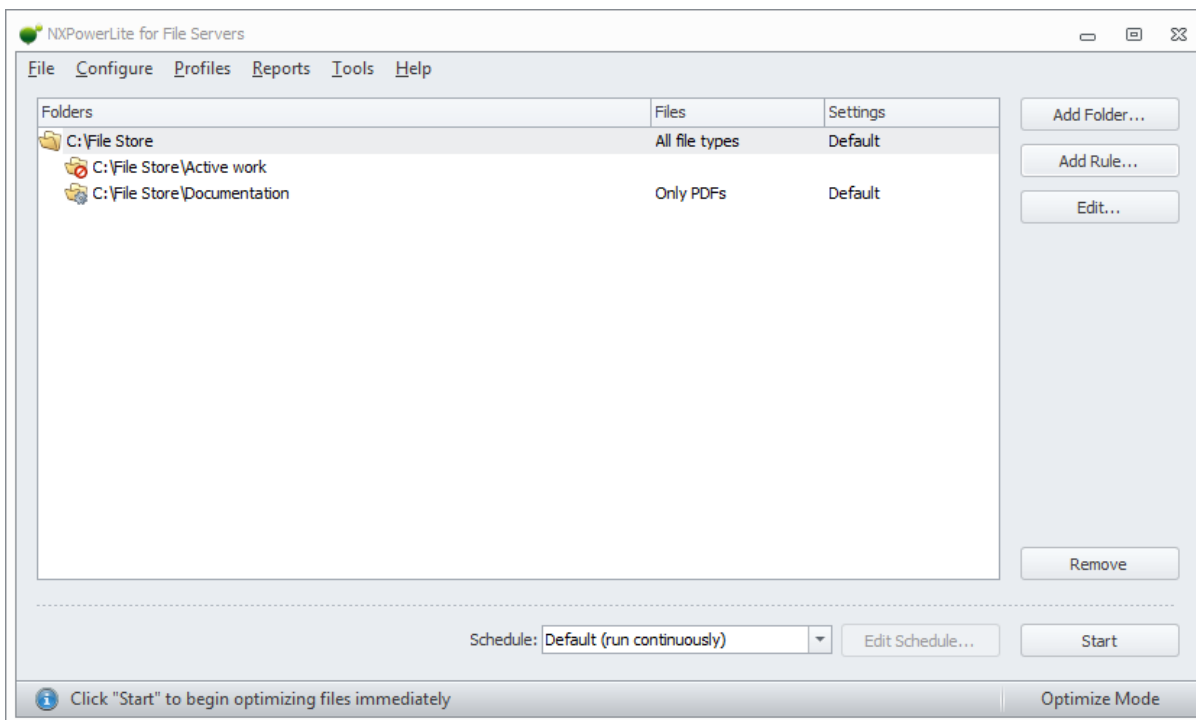 NXPowerLite for File Servers
File Configure Profiles Reports Tools Help
Folders Files Settings
Add Folder...
C:\File Store All file types Default
Add Rule...
C:\File Store\Active work
C:\File Store\Documentation Only PDFs Default
Edit...
Remove
Schedule: Default (run continuously) Edit Schedule... Start
Click "Start" to begin optimizing files immediately Optimize Mode